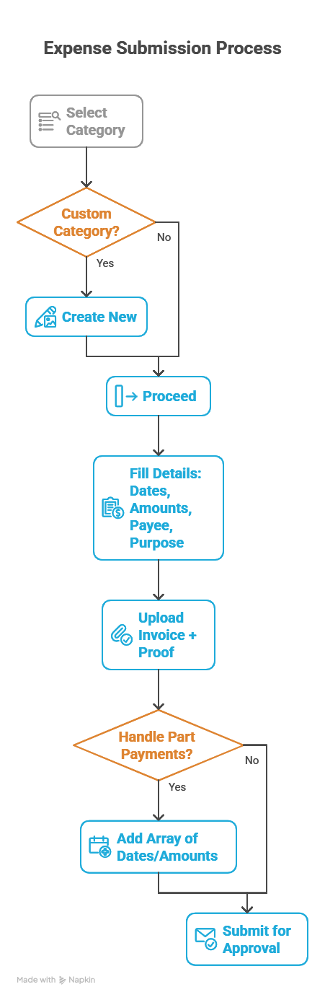 Expense Submission Process
Select
Category
Custom
Category?
No
Yes
Create New
Proceed
Fill Details:
Dates,
Amounts,
Payee,
Purpose
Upload
Invoice +
Proof
Handle Part
Payments?
No
Yes
Add Array of
Dates/Amounts
Submit for
Approval
Made with Napkin